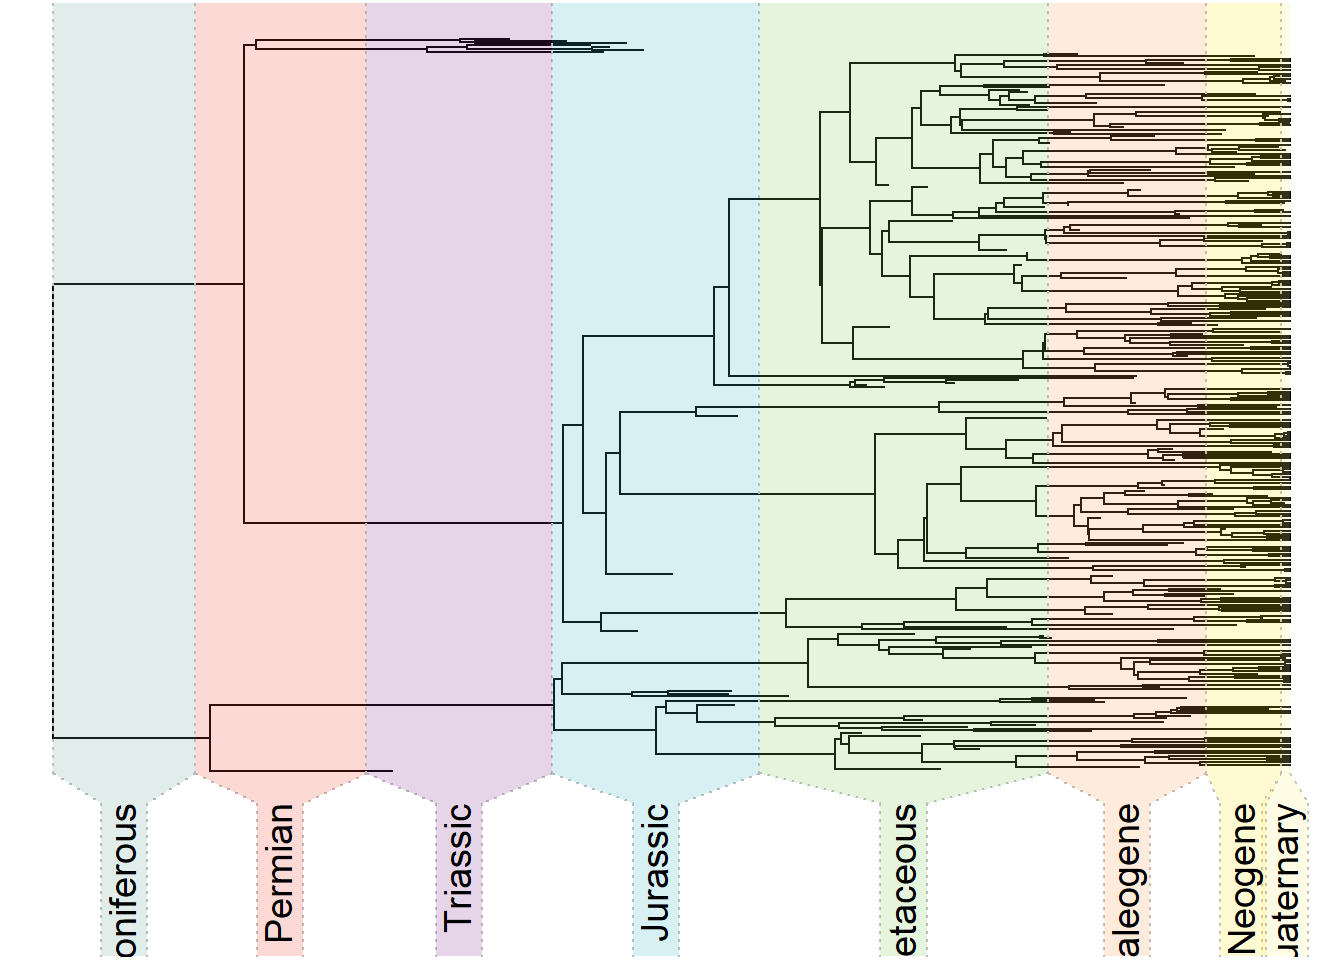 oniferous
Permian
Triassic
Jurassic
etaceous
aleogene
Neogene
uaternary